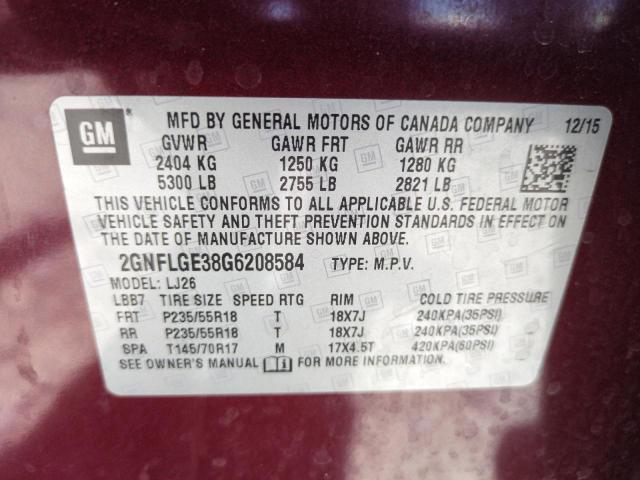 GM MFD BY GENERAL MOTORS OF CANADA COMPANY 12/15
GVWR GAWR FRT GAWR RR
2404 KG 1250 KG 1280 KG
5300 LB 2755 LB 2821 LB
THIS VEHICLE CONFORMS TO ALL APPLICABLE U.S. FEDERAL MOTOR
VEHICLE SAFETY AND THEFT PREVENTION STANDARDS IN EFFECT ON
THE DATE OF MANUFACTURE SHOWN ABOVE.
2GNFLGE38G6208584 TYPE: M.P.V.
MODEL: LJ26
LBB7 TIRE SIZE SPEED RTG RIM COLD TIRE PRESSURE
FRT P235/55R18 T 18X7J 240KPA(35PSI)
RR P235/55R18 T 18X7J 240KPA(35PSI)
SPA T145/70R17 M 17X4.5T 420KPA(60PSI)
SEE OWNER'S MANUAL FOR MORE INFORMATION.